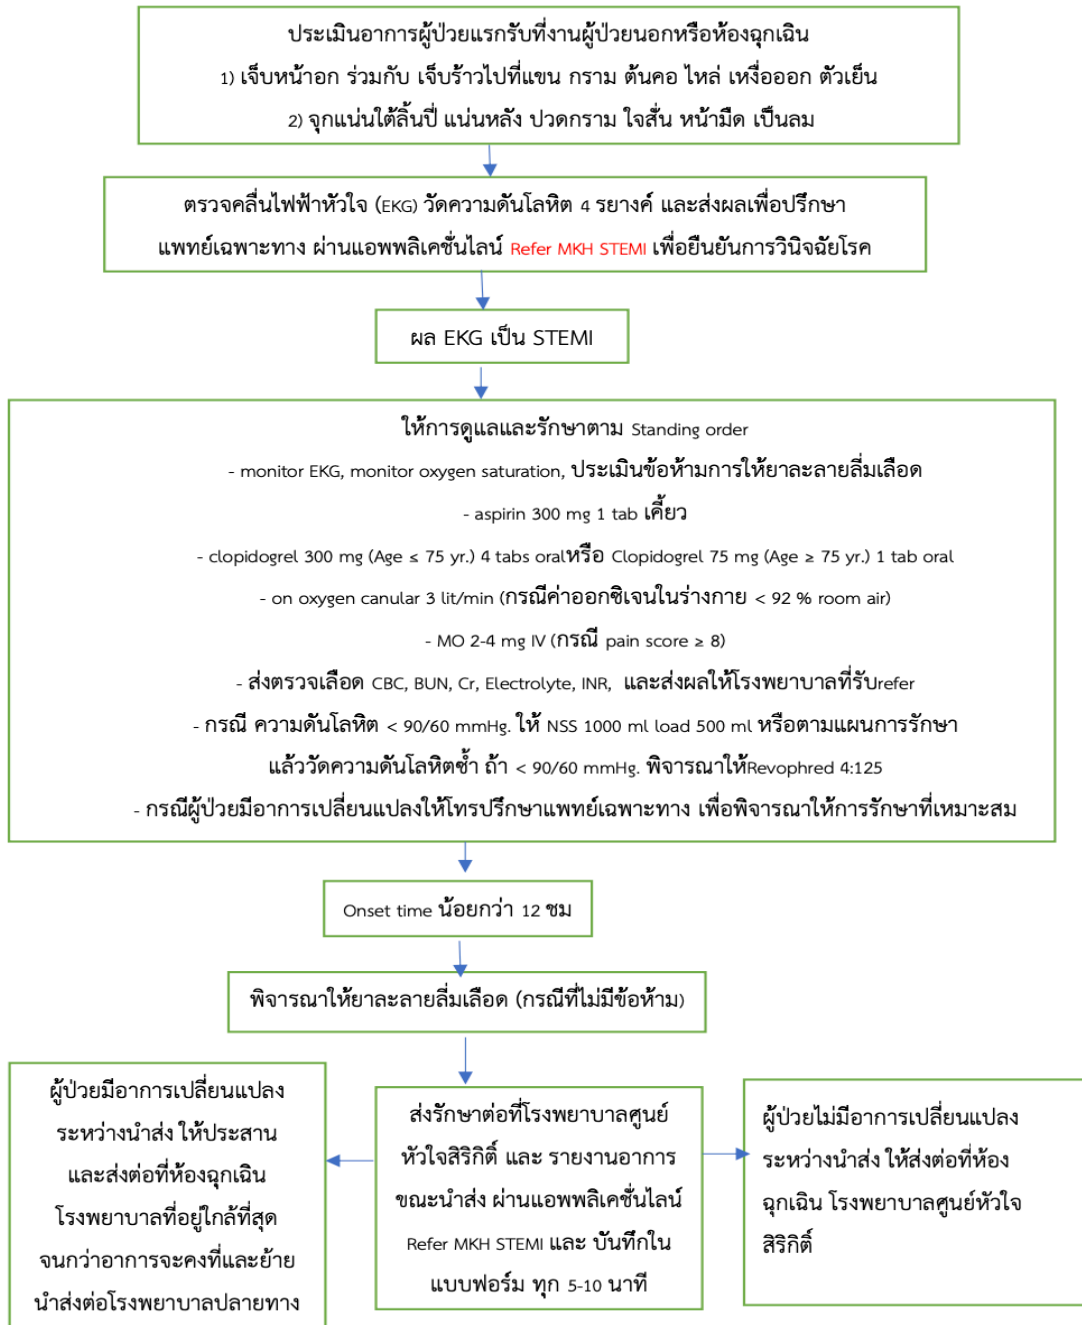 ประเมินอาการผู้ป่วยแรกรับที่งานผู้ป่วยนอกหรือห้องฉุกเฉิน
1) เจ็บหน้าอก ร่วมกับ เจ็บร้าวไปที่แขน กราม ต้นคอ ไหล่ เหงื่อออก ตัวเย็น
2) จุกแน่นใต้ลิ้นปี่ แน่นหลัง ปวดกราม ใจสั่น หน้ามืด เป็นลม
ตรวจคลื่นไฟฟ้าหัวใจ (EKG) วัดความดันโลหิต 4 รยางค์ และส่งผลเพื่อปรึกษา
แพทย์เฉพาะทาง ผ่านแอพพลิเคชั่นไลน์ Refer MKH STEMI เพื่อยืนยันการวินิจฉัยโรค
ผล EKG เป็น STEMI
ให้การดูแลและรักษาตาม Standing order
- monitor EKG, monitor oxygen saturation, ประเมินข้อห้ามการให้ยาละลายลิ่มเลือด
- aspirin 300 mg 1 tab เคี้ยว
- clopidogrel 300 mg (Age ≤ 75 yr.) 4 tabs oralหรือ Clopidogrel 75 mg (Age ≥ 75 yr.) 1 tab oral
- on oxygen canular 3 lit/min (กรณีค่าออกซิเจนในร่างกาย < 92 % room air)
- MO 2-4 mg IV (กรณี pain score ≥ 8)
- ส่งตรวจเลือด CBC, BUN, Cr, Electrolyte, INR, และส่งผลให้โรงพยาบาลที่รับrefer
- กรณี ความดันโลหิต < 90/60 mmHg. ให้ NSS 1000 ml load 500 ml หรือตามแผนการรักษา
แล้ววัดความดันโลหิตซ้ำ ถ้า < 90/60 mmHg. พิจารณาให้Revophred 4:125
- กรณีผู้ป่วยมีอาการเปลี่ยนแปลงให้โทรปรึกษาแพทย์เฉพาะทาง เพื่อพิจารณาให้การรักษาที่เหมาะสม
Onset time น้อยกว่า 12 ชม
พิจารณาให้ยาละลายลิ่มเลือด (กรณีที่ไม่มีข้อห้าม)
ผู้ป่วยมีอาการเปลี่ยนแปลง
ระหว่างนำส่ง ให้ประสาน
และส่งต่อที่ห้องฉุกเฉิน
โรงพยาบาลที่อยู่ใกล้ที่สุด
จนกว่าอาการจะคงที่และย้าย
นำส่งต่อโรงพยาบาลปลายทาง
ส่งรักษาต่อที่โรงพยาบาลศูนย์
หัวใจสิริกิติ์ และ รายงานอาการ
ขณะนำส่ง ผ่านแอพพลิเคชั่นไลน์
Refer MKH STEMI และ บันทึกใน
แบบฟอร์ม ทุก 5-10 นาที
ผู้ป่วยไม่มีอาการเปลี่ยนแปลง
ระหว่างนำส่ง ให้ส่งต่อที่ห้อง
ฉุกเฉิน โรงพยาบาลศูนย์หัวใจ
สิริกิติ์